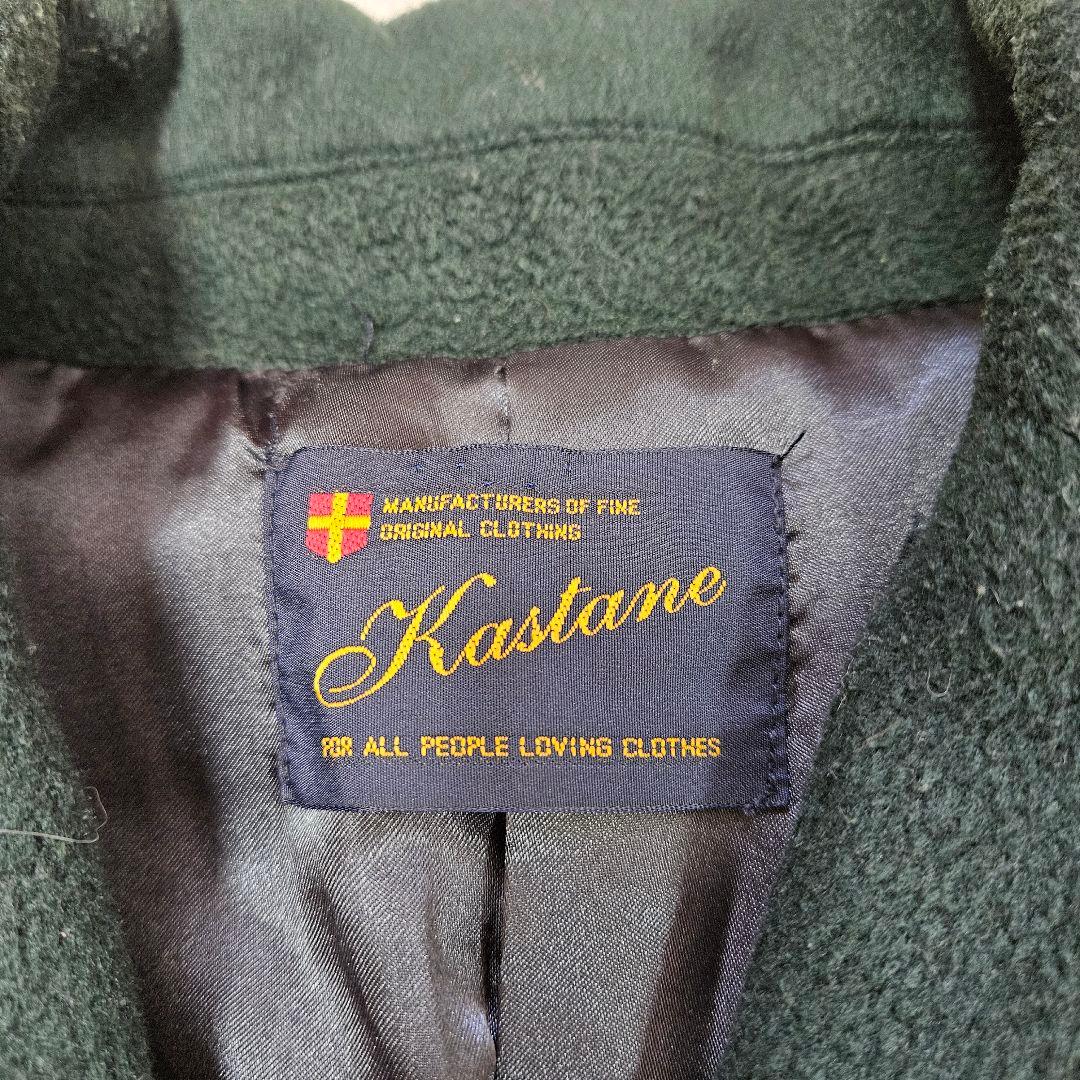 MANUFACTURERS OF FINE
ORIGINAL CLOTHING
Kastane
FOR ALL PEOPLE LOVING CLOTHES